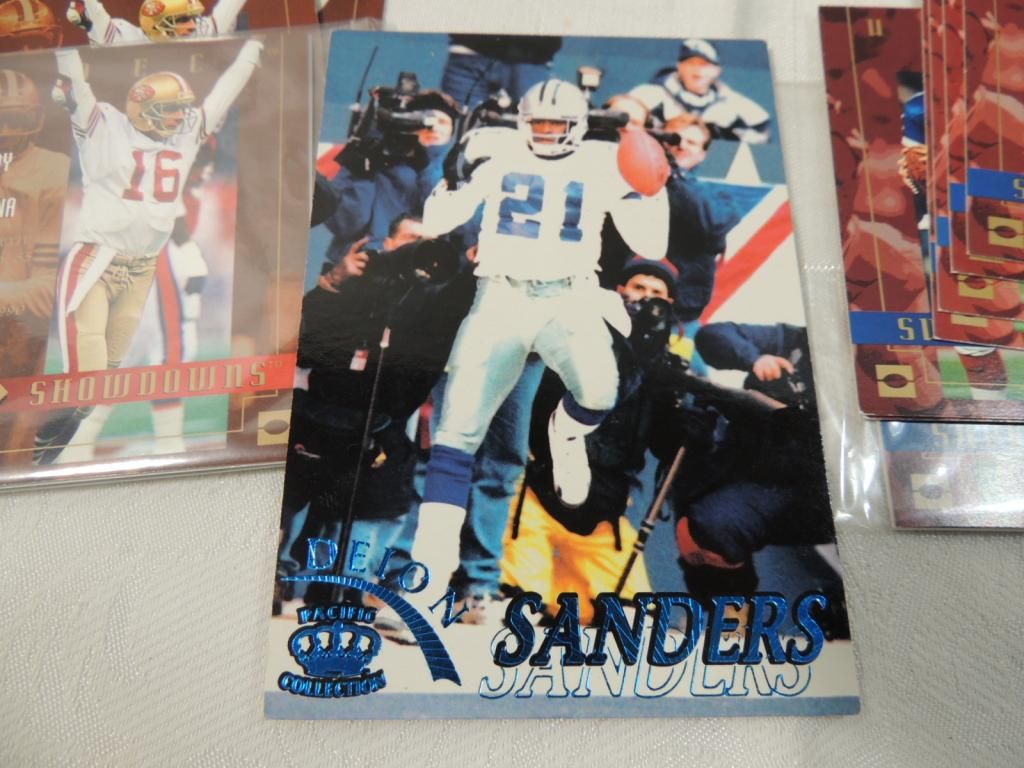 16
SHOWDOWNS
21
DEION
SANDERS
SANDERS
PACIFIC
COLLECTION